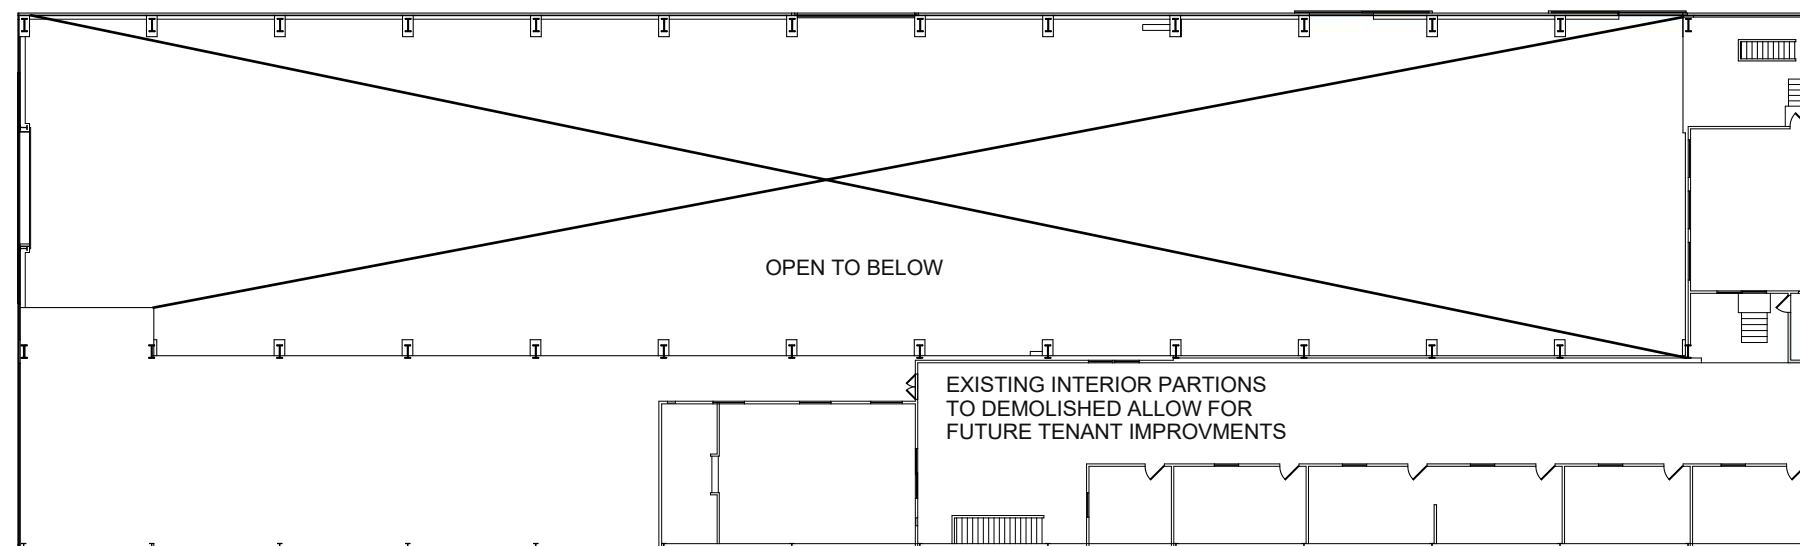 OPEN TO BELOW
EXISTING INTERIOR PARTIONS
TO DEMOLISHED ALLOW FOR
FUTURE TENANT IMPROVMENTS